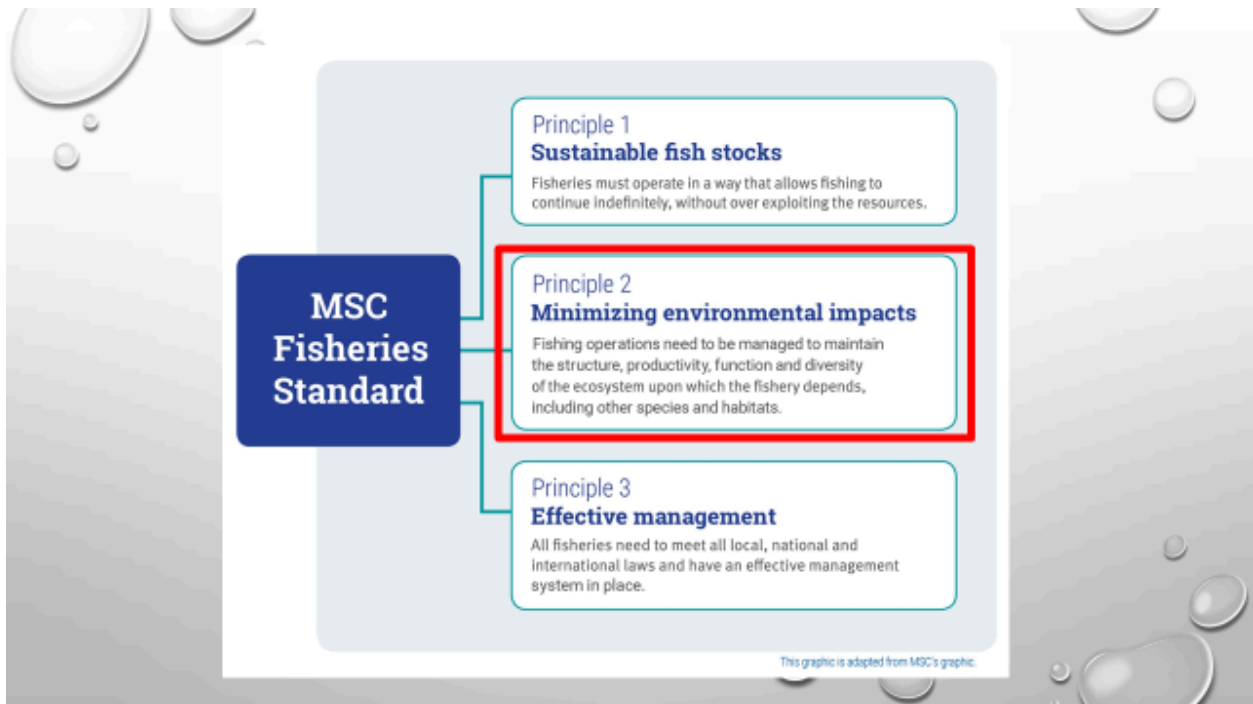 MSC
Fisheries
Standard
Principle 1
Sustainable fish stocks
Fisheries must operate in a way that allows fishing to
continue indefinitely, without over exploiting the resources.
Principle 2
Minimizing environmental impacts
Fishing operations need to be managed to maintain
the structure, productivity, function and diversity
of the ecosystem upon which the fishery depends,
including other species and habitats.
Principle 3
Effective management
All fisheries need to meet all local, national and
international laws and have an effective management
system in place.
This graphic is adapted from MSC's graphic.